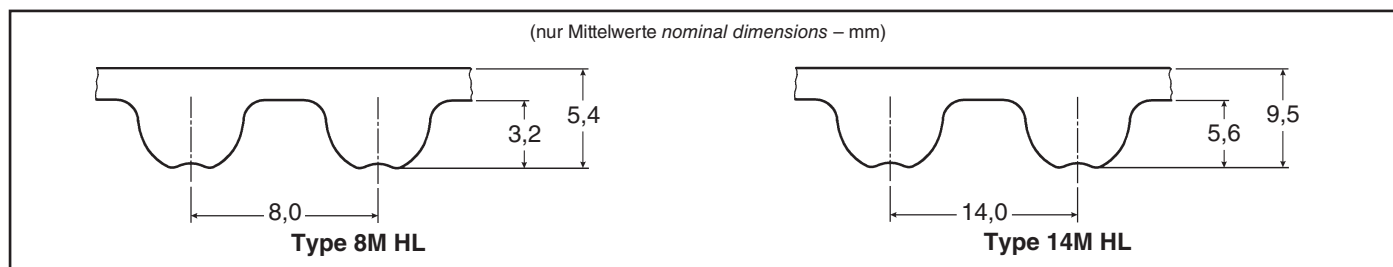 (nur Mittelwerte nominal dimensions – mm)
5,4
3,2
8,0
Type 8M HL
9,5
5,6
14,0
Type 14M HL